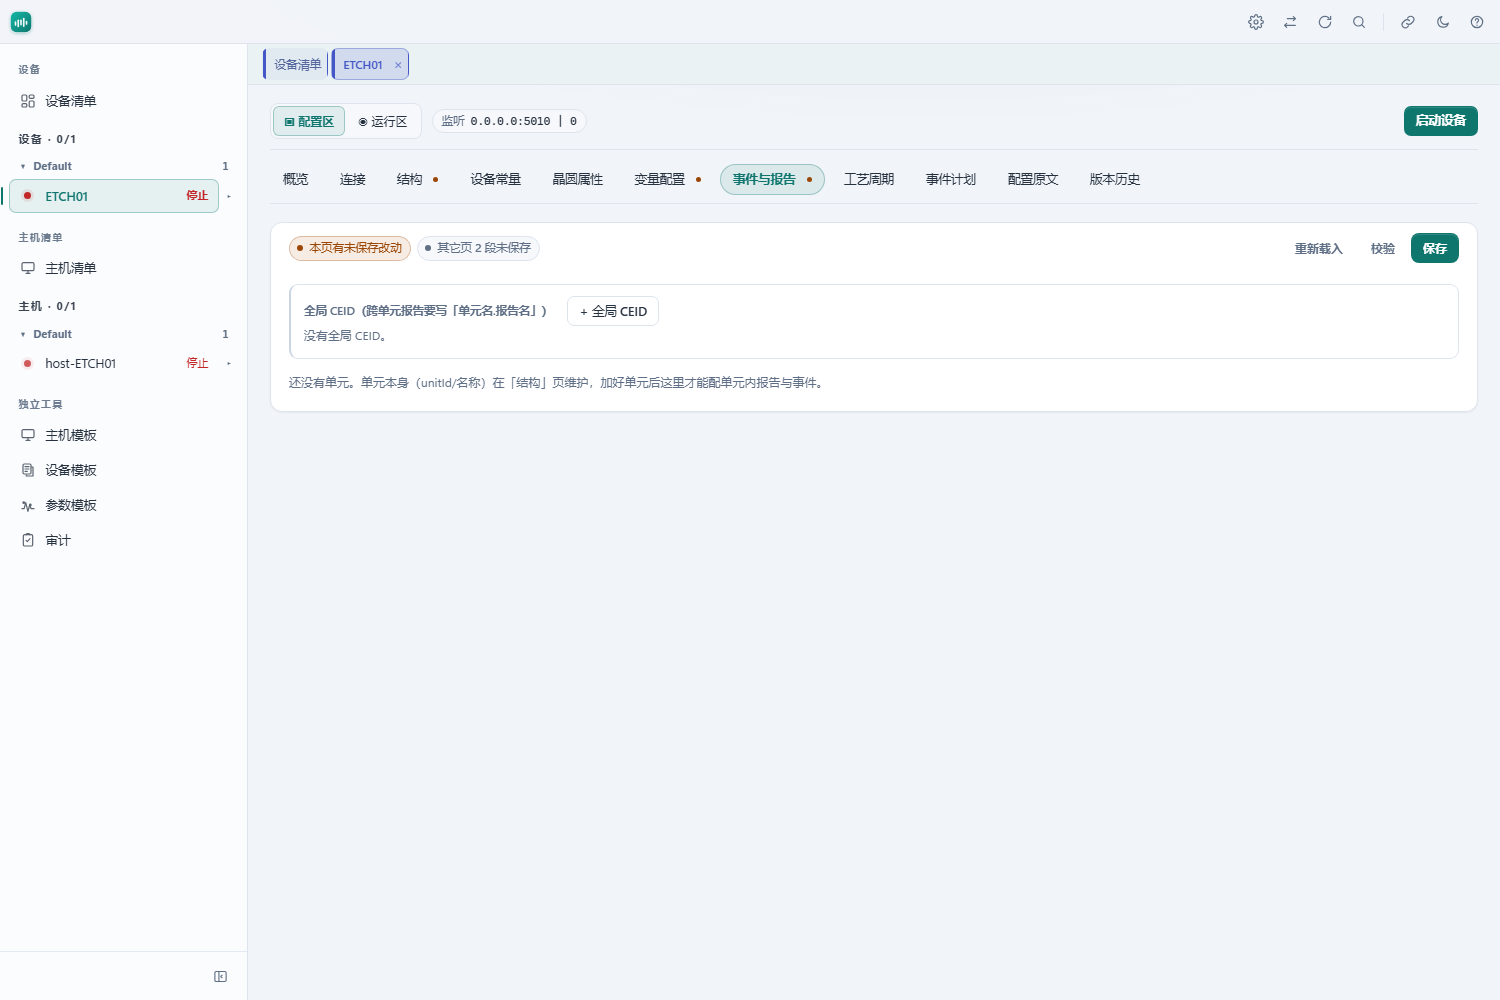 设备
设备清单
设备 · 0/1
Default 1
ETCH01 停止
主机清单
主机清单
主机 · 0/1
Default 1
host-ETCH01 停止
独立工具
主机模板
设备模板
参数模板
审计
设备清单 ETCH01 ×
配置区 运行区 监听 0.0.0.0:5010 | 0 启动设备
概览 连接 结构 设备常量 晶圆属性 变量配置 事件与报告 工艺周期 事件计划 配置原文 版本历史
本页有未保存改动 其它页 2 段未保存 重新载入 校验 保存
全局 CEID（跨单元报告要写「单元名.报告名」） + 全局 CEID
没有全局 CEID。
还没有单元。单元本身（unitId/名称）在「结构」页维护，加好单元后这里才能配单元内报告与事件。